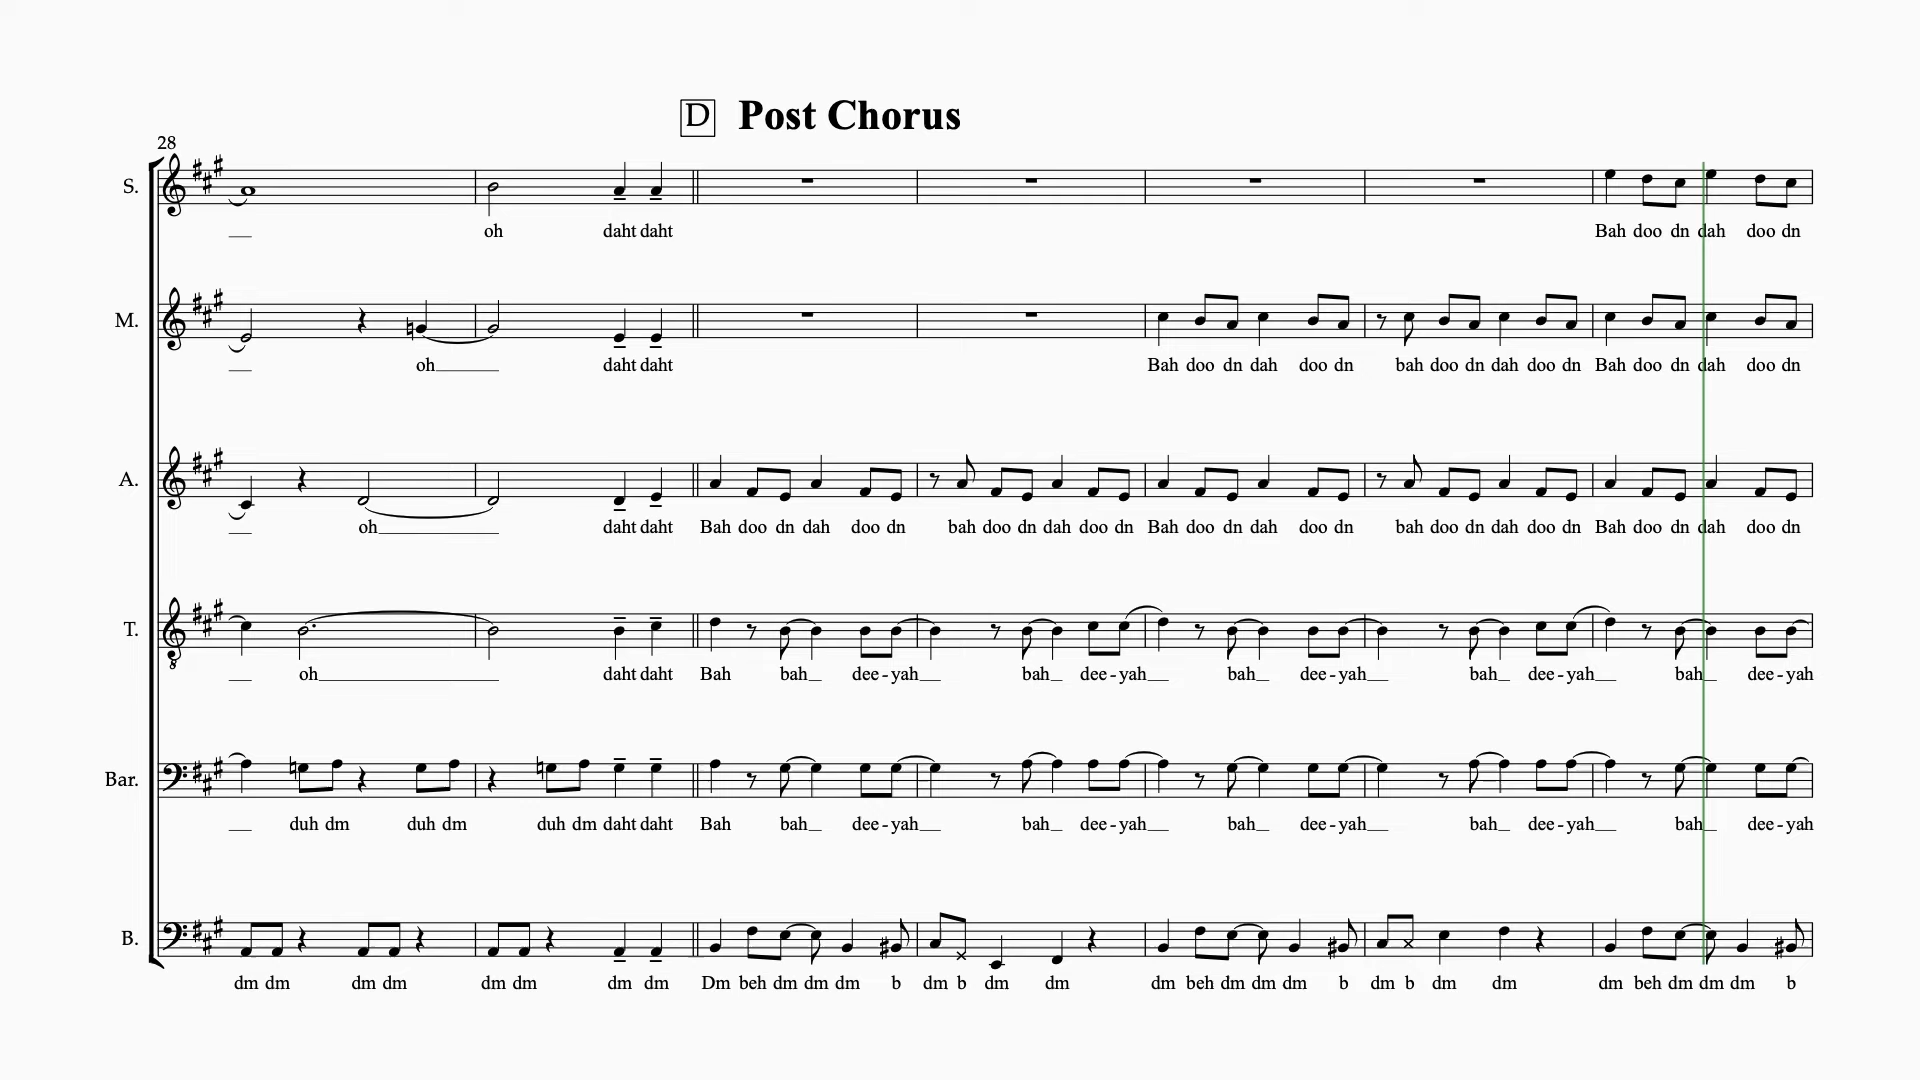 D Post Chorus
28
S.
oh daht daht Bah doo dn dah doo dn
M.
oh daht daht Bah doo dn dah doo dn bah doo dn dah doo dn Bah doo dn dah doo dn
A.
oh daht daht Bah doo dn dah doo dn bah doo dn dah doo dn Bah doo dn dah doo dn bah doo dn dah doo dn Bah doo dn dah doo dn
T.
oh daht daht Bah bah dee - yah bah dee - yah bah dee - yah bah dee - yah bah dee - yah
Bar.
duh dm duh dm duh dm daht daht Bah bah dee - yah bah dee - yah bah dee - yah bah dee - yah bah dee - yah
B.
dm dm dm dm dm dm dm dm Dm beh dm dm dm b dm b dm dm dm beh dm dm dm b dm b dm dm dm beh dm dm dm b